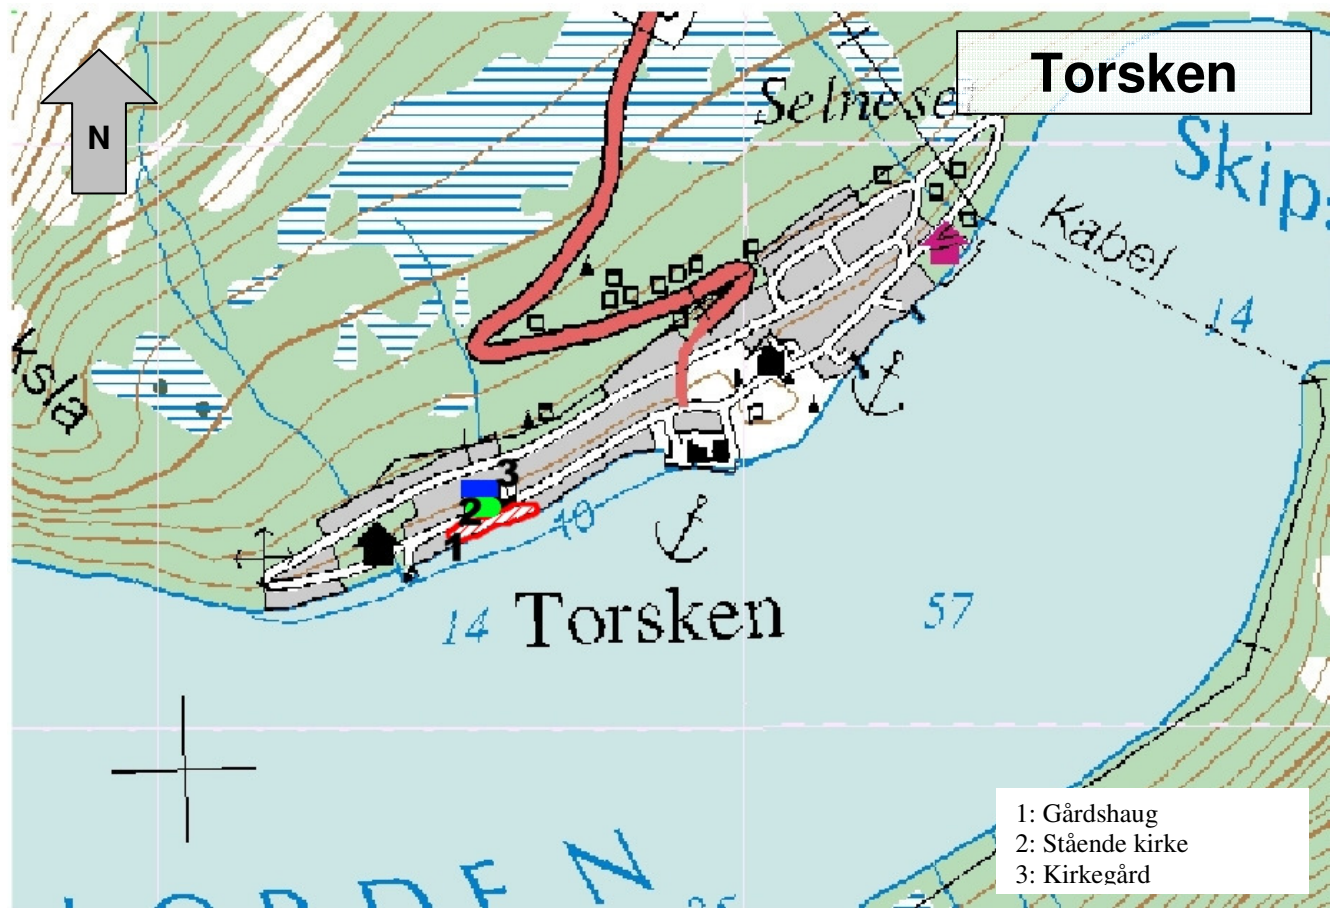 Torsken
N
Selnese
Skip
Kabel
14
ksla
3
2
1
10
14
Torsken
57
1: Gårdshaug
2: Stående kirke
3: Kirkegård
ORDEN